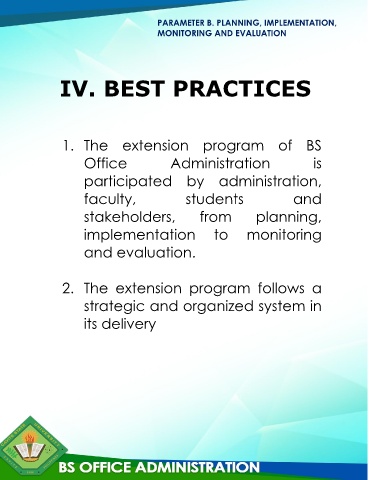 PARAMETER B. PLANNING, IMPLEMENTATION,
MONITORING AND EVALUATION
IV. BEST PRACTICES
1. The extension program of BS
Office Administration is
participated by administration,
faculty, students and
stakeholders, from planning,
implementation to monitoring
and evaluation.
2. The extension program follows a
strategic and organized system in
its delivery
BS OFFICE ADMINISTRATION